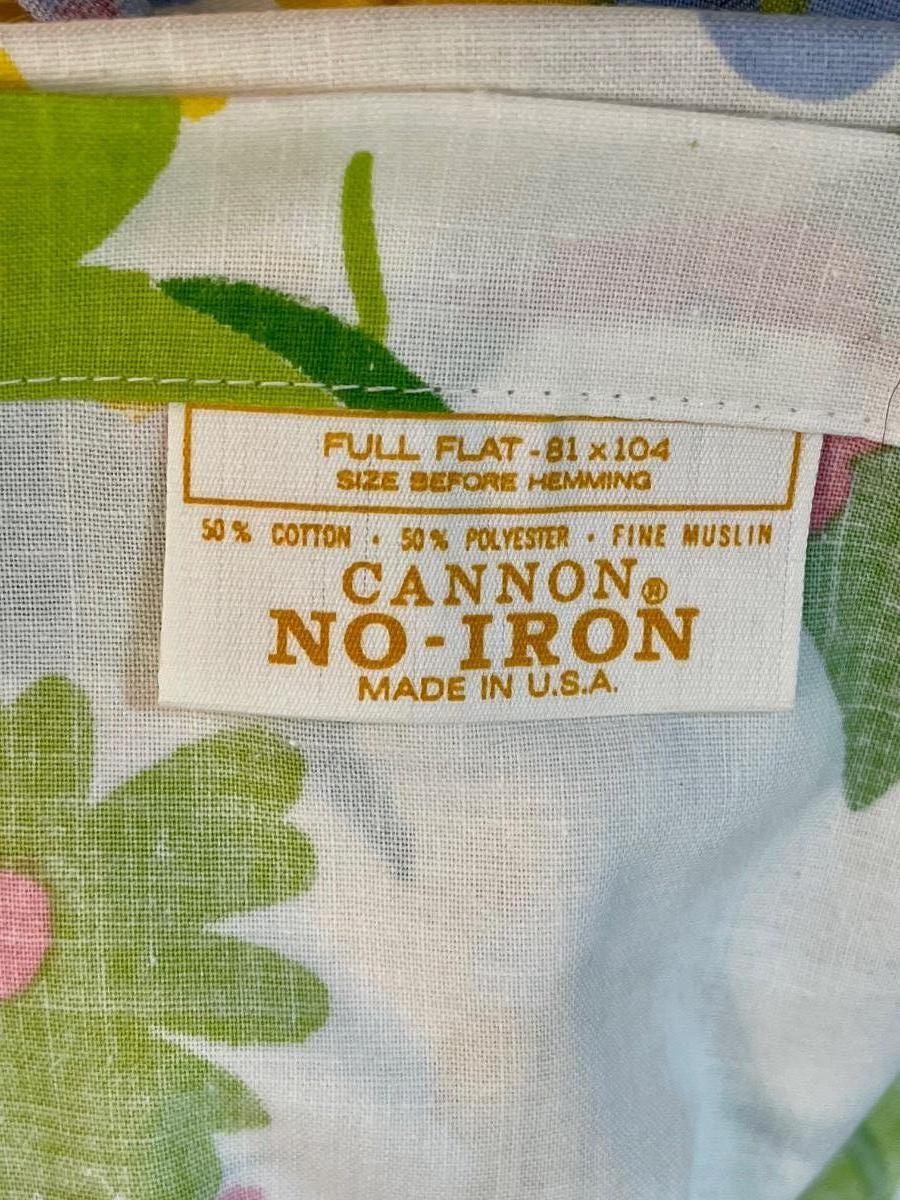 FULL FLAT - 81 x 104
SIZE BEFORE HEMMING
50% COTTON · 50% POLYESTER · FINE MUSLIN
CANNON®
NO-IRON
MADE IN U.S.A.